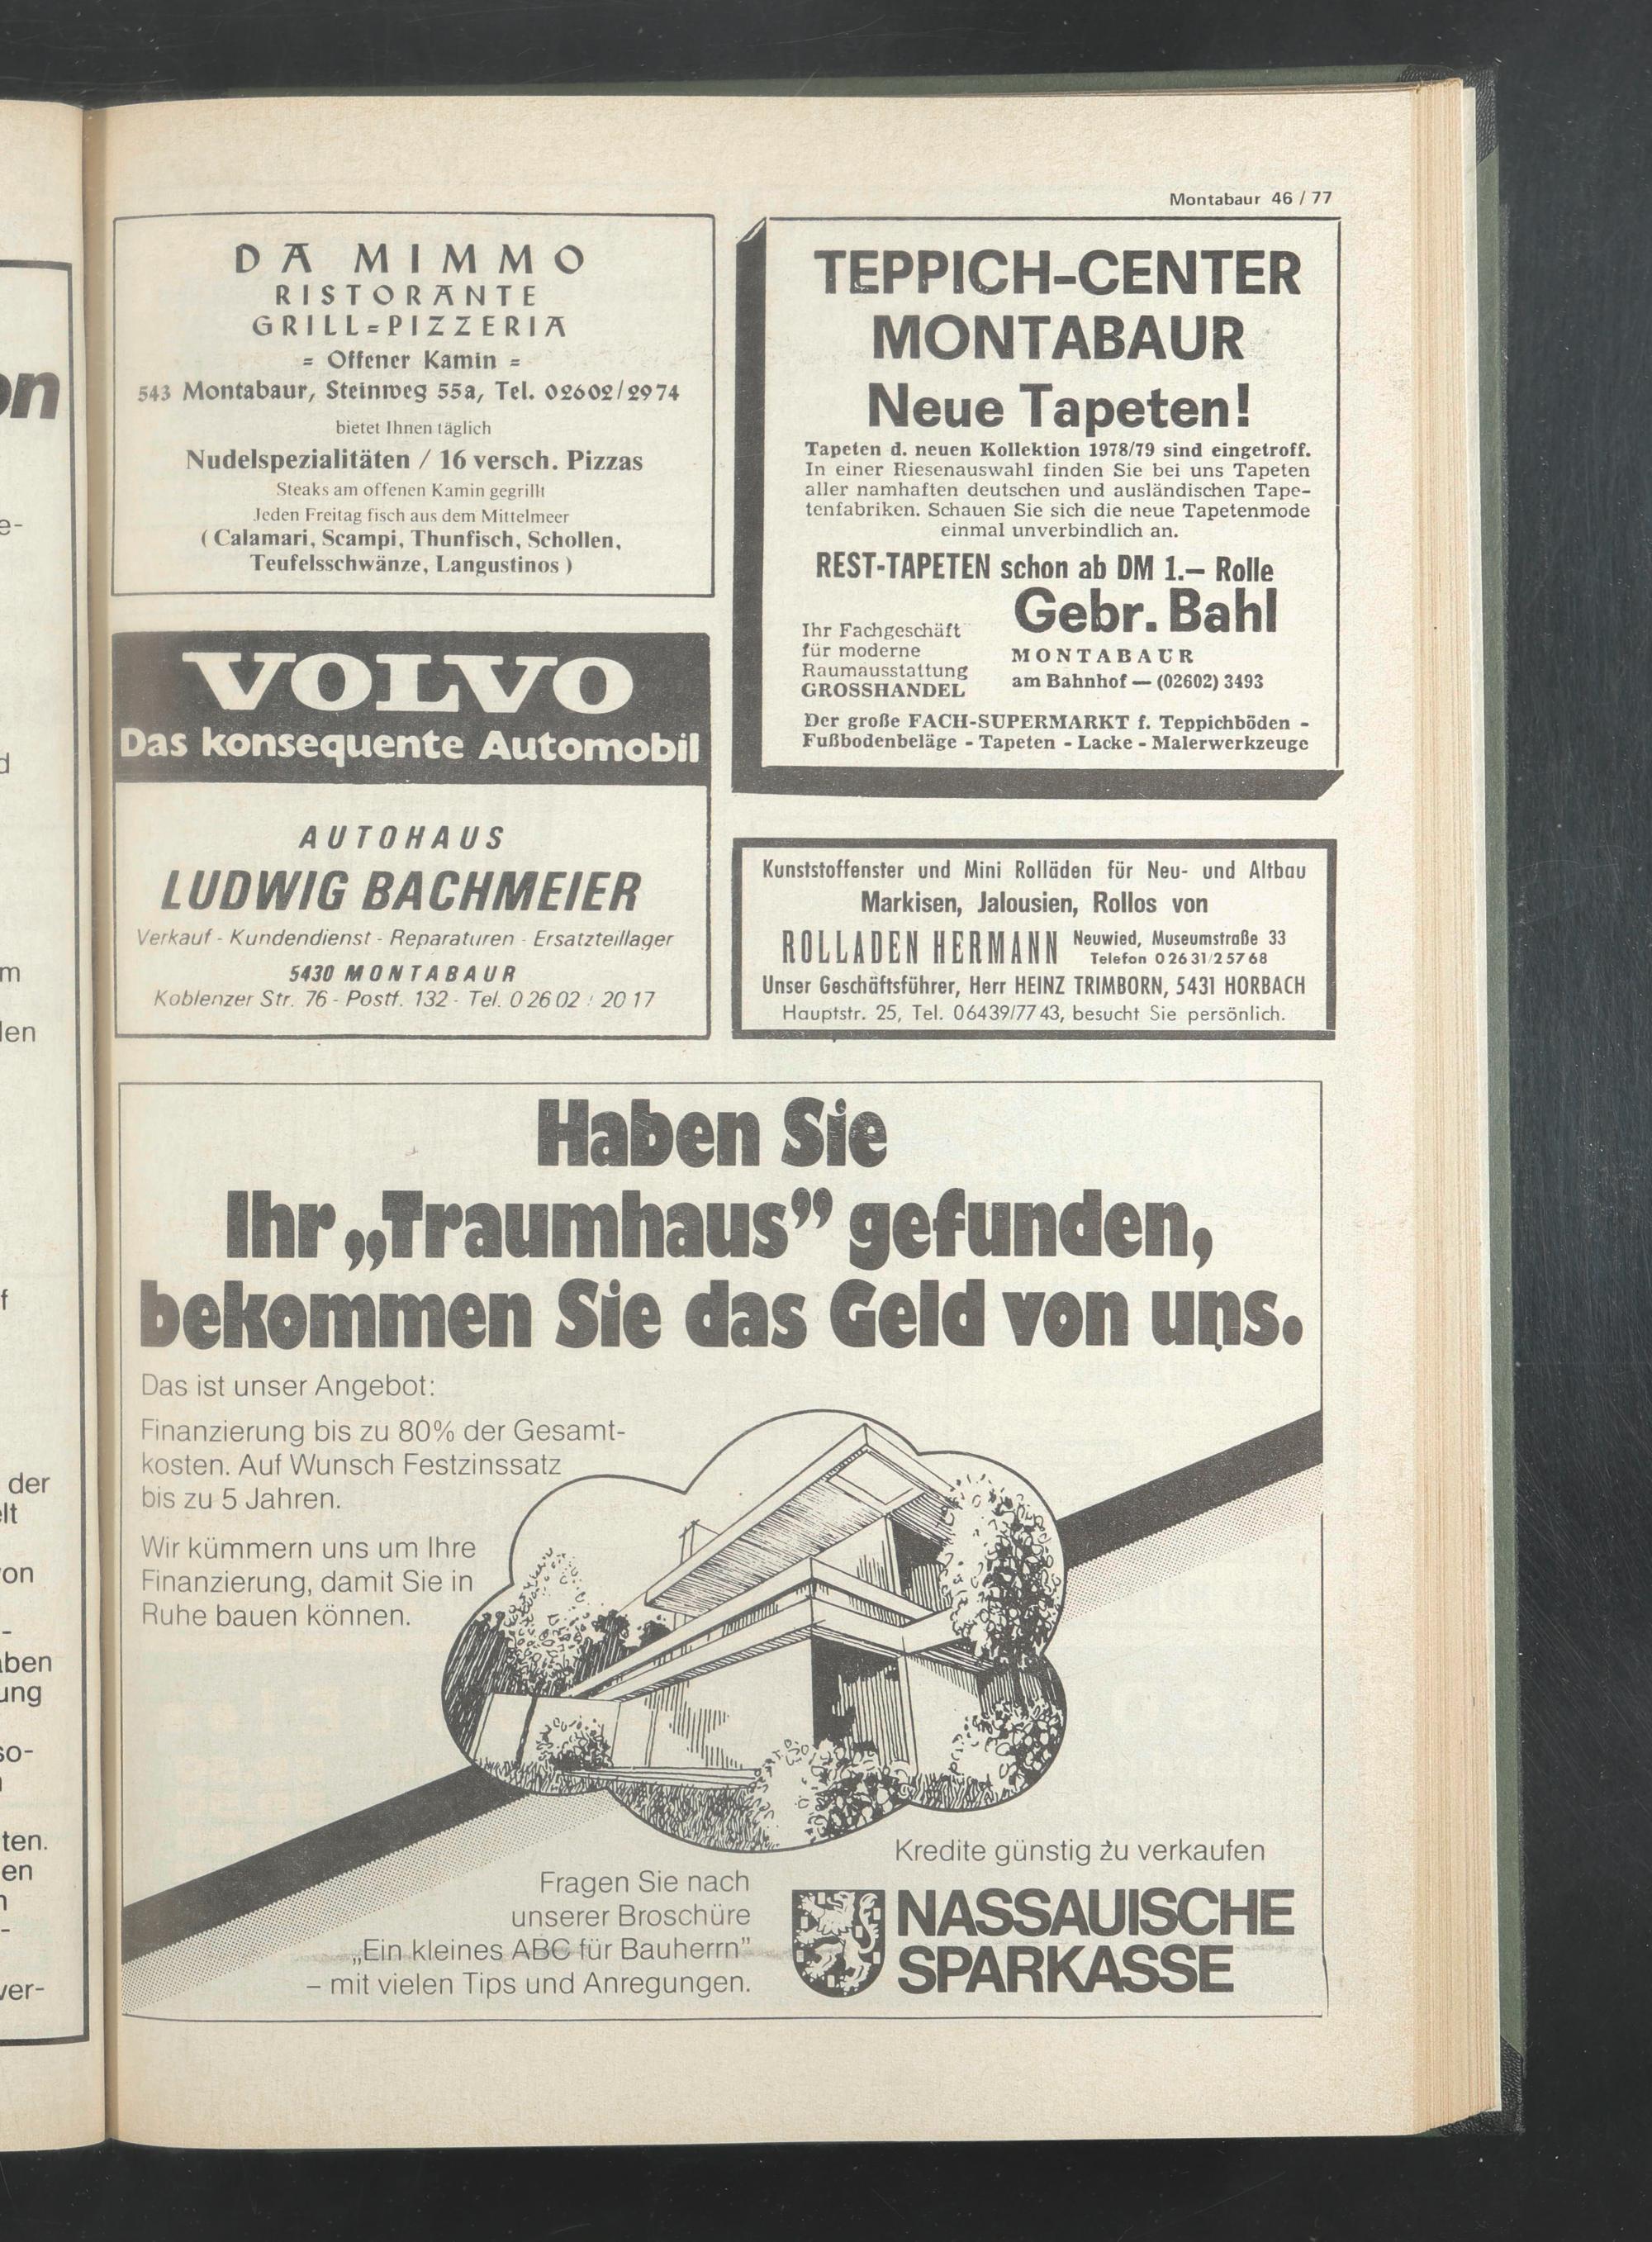 Montabaur 46 / 77
DA MIMMO
RISTORANTE
GRILL=PIZZERIA
= Offener Kamin =
543 Montabaur, Steinweg 55a, Tel. 02602/2974
bietet Ihnen täglich
Nudelspezialitäten / 16 versch. Pizzas
Steaks am offenen Kamin gegrillt
Jeden Freitag fisch aus dem Mittelmeer
( Calamari, Scampi, Thunfisch, Schollen,
Teufelsschwänze, Langustinos )
VOLVO
Das konsequente Automobil
AUTOHAUS
LUDWIG BACHMEIER
Verkauf - Kundendienst - Reparaturen - Ersatzteillager
5430 MONTABAUR
Koblenzer Str. 76 - Postf. 132 - Tel. 0 26 02 / 20 17
TEPPICH-CENTER
MONTABAUR
Neue Tapeten!
Tapeten d. neuen Kollektion 1978/79 sind eingetroff.
In einer Riesenauswahl finden Sie bei uns Tapeten
aller namhaften deutschen und ausländischen Tape-
tenfabriken. Schauen Sie sich die neue Tapetenmode
einmal unverbindlich an.
REST-TAPETEN schon ab DM 1.— Rolle
Gebr. Bahl
Ihr Fachgeschäft
für moderne
Raumausstattung
GROSSHANDEL
MONTABAUR
am Bahnhof — (02602) 3493
Der große FACH-SUPERMARKT f. Teppichböden -
Fußbodenbeläge - Tapeten - Lacke - Malerwerkzeuge
Kunststoffenster und Mini Rolläden für Neu- und Altbau
Markisen, Jalousien, Rollos von
ROLLADEN HERMANN Neuwied, Museumstraße 33
Telefon 0 26 31/2 57 68
Unser Geschäftsführer, Herr HEINZ TRIMBORN, 5431 HORBACH
Hauptstr. 25, Tel. 06439/77 43, besucht Sie persönlich.
Haben Sie
Ihr „Traumhaus” gefunden,
bekommen Sie das Geld von uns.
Das ist unser Angebot:
Finanzierung bis zu 80% der Gesamt-
kosten. Auf Wunsch Festzinssatz
bis zu 5 Jahren.
Wir kümmern uns um Ihre
Finanzierung, damit Sie in
Ruhe bauen können.
Fragen Sie nach
unserer Broschüre
„Ein kleines ABC für Bauherrn”
– mit vielen Tips und Anregungen.
Kredite günstig zu verkaufen
NASSAUISCHE
SPARKASSE